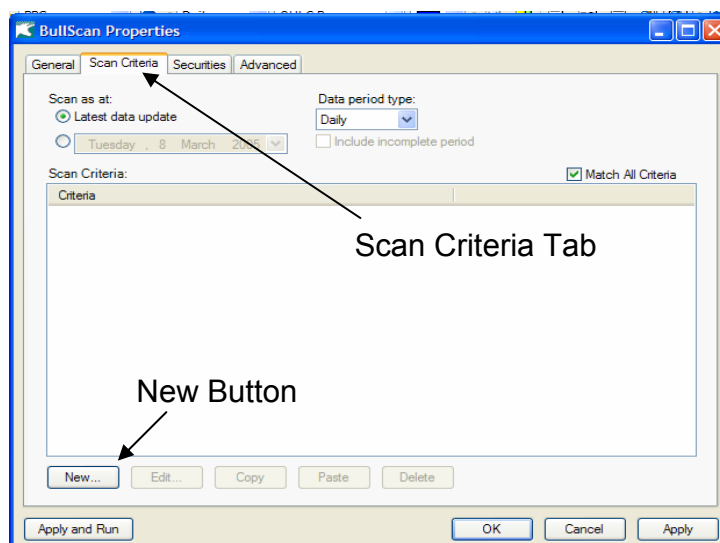 BullScan Properties
General Scan Criteria Securities Advanced
Scan as at: Data period type:
Latest data update Daily
Tuesday , 8 March 2005 Include incomplete period
Scan Criteria: Match All Criteria
Criteria
Scan Criteria Tab
New Button
New... Edit... Copy Paste Delete
Apply and Run OK Cancel Apply